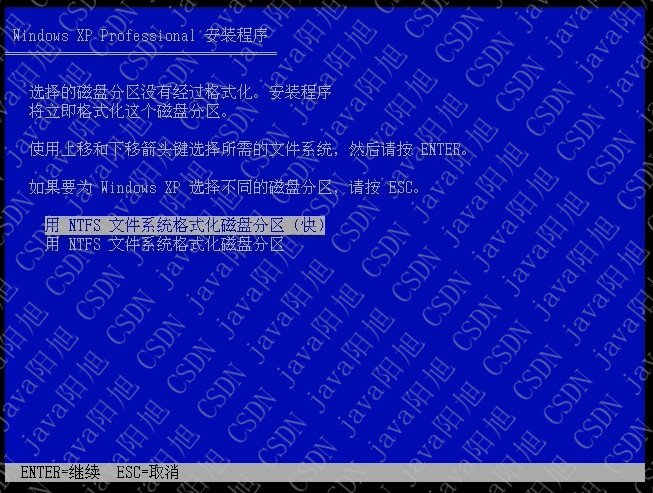 Windows XP Professional 安装程序
选择的磁盘分区没有经过格式化。安装程序
将立即格式化这个磁盘分区。
使用上移和下移箭头键选择所需的文件系统，然后请按 ENTER。
如果要为 Windows XP 选择不同的磁盘分区，请按 ESC。
用 NTFS 文件系统格式化磁盘分区（快）
用 NTFS 文件系统格式化磁盘分区
ENTER=继续 ESC=取消
CSDN java阳旭